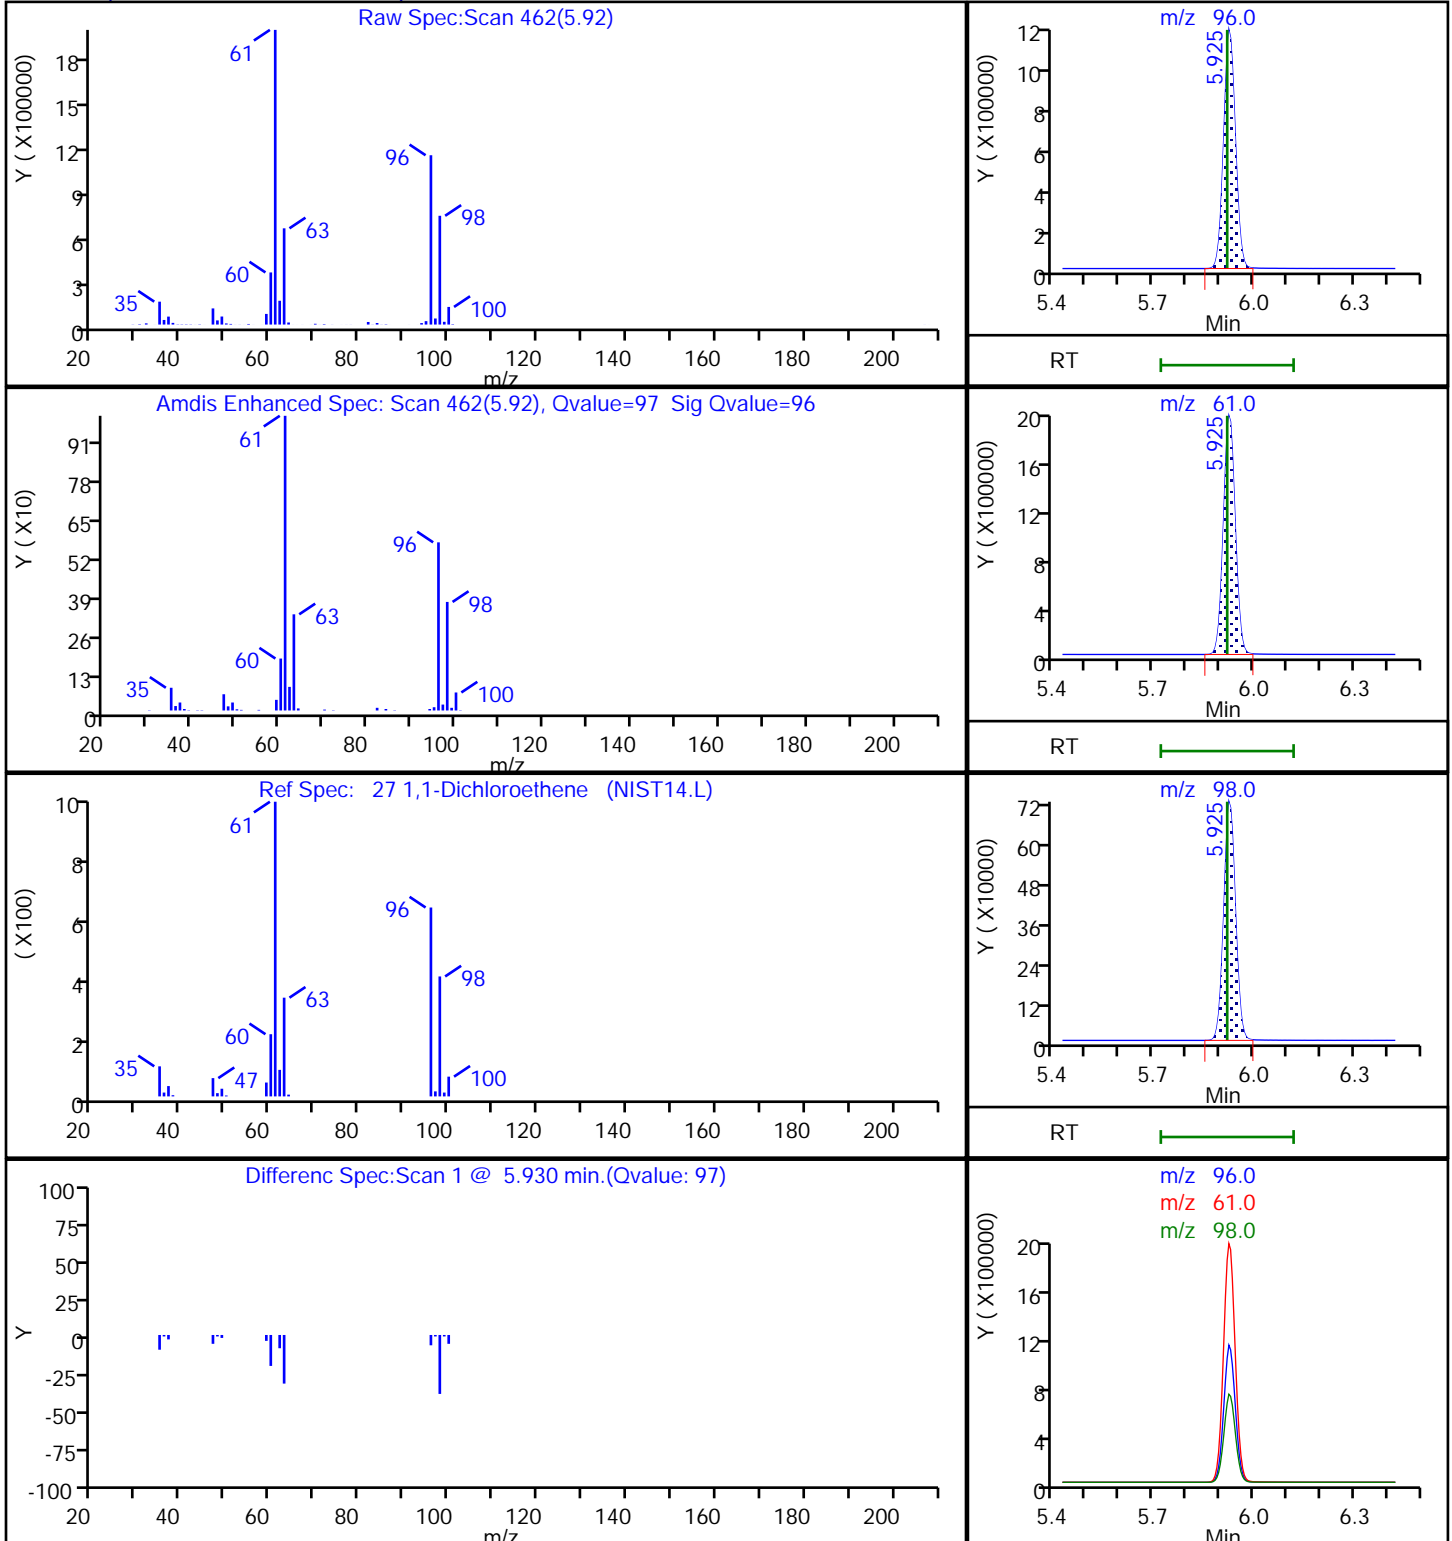 Raw Spec:Scan 462(5.92)
Y ( X100000)
18
15
12
9
6
3
0
61
96
98
63
60
35
100
20 40 60 80 100 120 140 160 180 200
m/z
m/z 96.0
Y ( X100000)
12
10
8
6
4
2
0
5.925
5.4 5.7 6.0 6.3
Min
RT
Amdis Enhanced Spec: Scan 462(5.92), Qvalue=97 Sig Qvalue=96
Y ( X10)
91
78
65
52
39
26
13
0
61
96
98
63
60
35
100
20 40 60 80 100 120 140 160 180 200
m/z
m/z 61.0
Y ( X100000)
20
16
12
8
4
0
5.925
5.4 5.7 6.0 6.3
Min
RT
Ref Spec: 27 1,1-Dichloroethene (NIST14.L)
( X100)
10
8
6
4
2
0
61
96
98
63
60
35
47
100
20 40 60 80 100 120 140 160 180 200
m/z 98.0
Y ( X10000)
72
60
48
36
24
12
0
5.925
5.4 5.7 6.0 6.3
Min
RT
Differenc Spec:Scan 1 @ 5.930 min.(Qvalue: 97)
Y
100
75
50
25
0
-25
-50
-75
-100
20 40 60 80 100 120 140 160 180 200
m/z
m/z 96.0
m/z 61.0
m/z 98.0
Y ( X100000)
20
16
12
8
4
0
5.4 5.7 6.0 6.3
Min